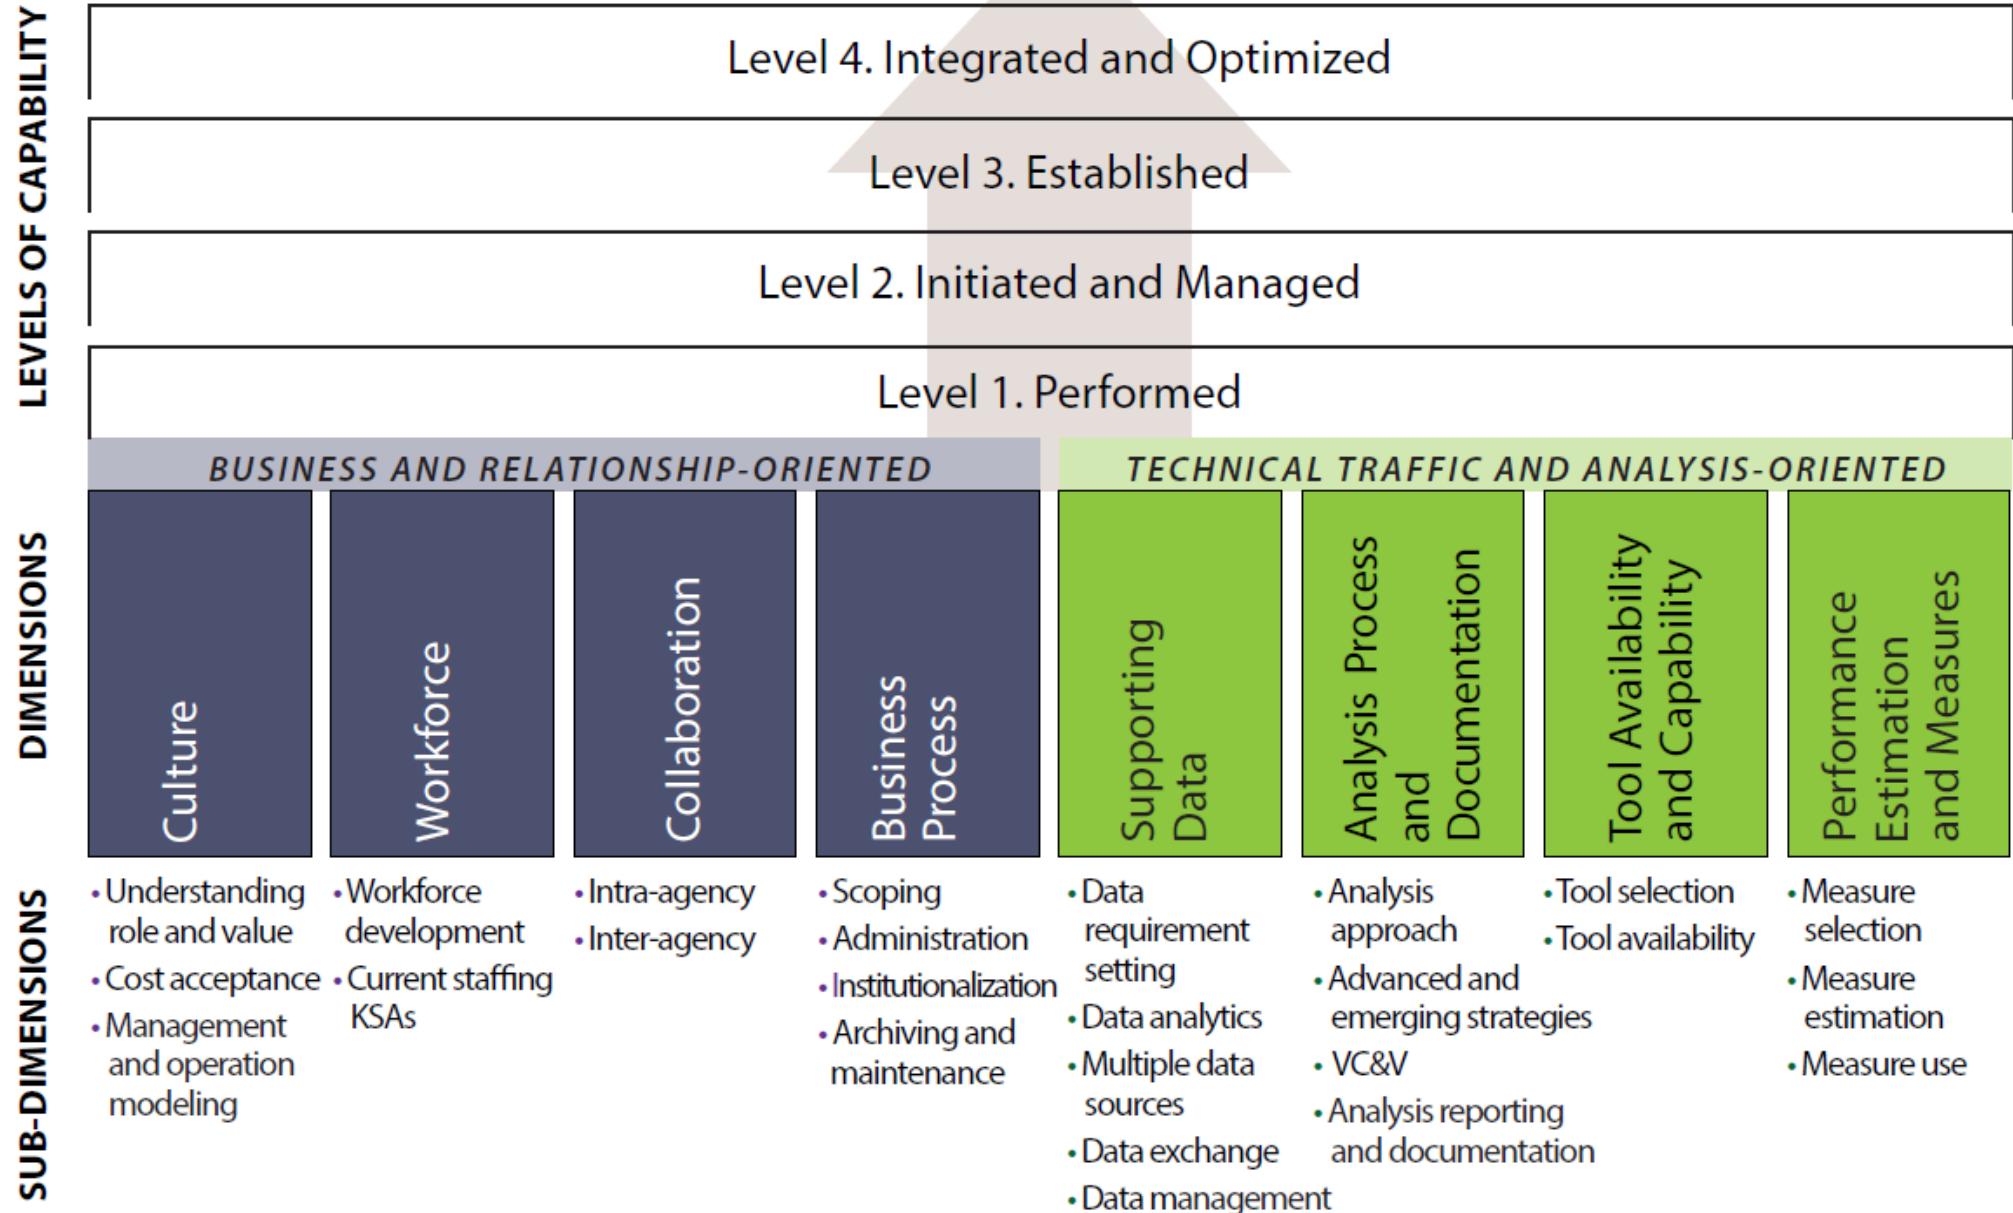 LEVELS OF CAPABILITY
Level 4. Integrated and Optimized
Level 3. Established
Level 2. Initiated and Managed
Level 1. Performed
BUSINESS AND RELATIONSHIP-ORIENTED
TECHNICAL TRAFFIC AND ANALYSIS-ORIENTED
DIMENSIONS
Culture
Workforce
Collaboration
Business
Process
Supporting
Data
Analysis Process
and
Documentation
Tool Availability
and Capability
Performance
Estimation
and Measures
SUB-DIMENSIONS
• Understanding
role and value
• Cost acceptance
• Management
and operation
modeling
• Workforce
development
• Current staffing
KSAs
• Intra-agency
• Inter-agency
• Scoping
• Administration
• Institutionalization
• Archiving and
maintenance
• Data
requirement
setting
• Data analytics
• Multiple data
sources
• Data exchange
• Data management
• Analysis
approach
• Advanced and
emerging strategies
• VC&V
• Analysis reporting
and documentation
• Tool selection
• Tool availability
• Measure
selection
• Measure
estimation
• Measure use